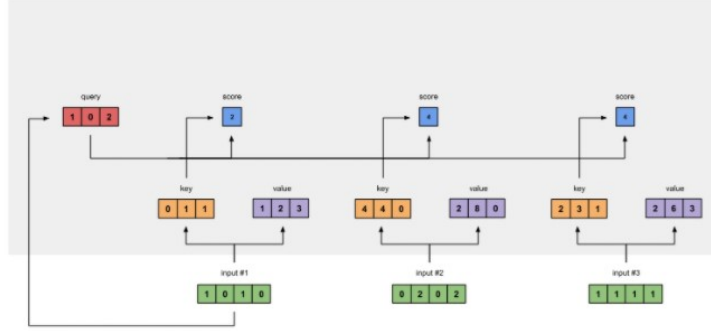 query score score score
1 0 2 2 4 4
key value key value key value
0 1 1 1 2 3 4 4 0 2 8 0 2 3 1 2 6 3
input #1 input #2 input #3
1 0 1 0 0 2 0 2 1 1 1 1